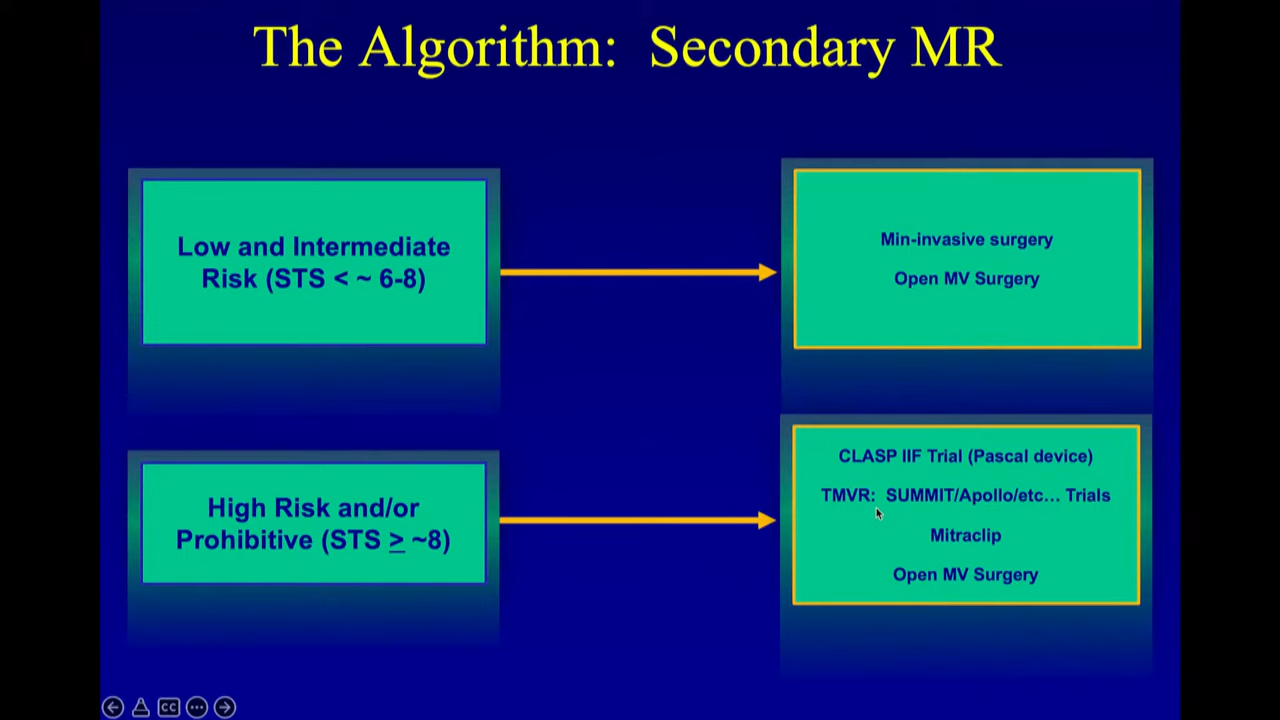 The Algorithm: Secondary MR
Low and Intermediate
Risk (STS < ~ 6-8)
Min-invasive surgery
Open MV Surgery
High Risk and/or
Prohibitive (STS > ~8)
CLASP IIF Trial (Pascal device)
TMVR: SUMMIT/Apollo/etc… Trials
Mitraclip
Open MV Surgery
CC